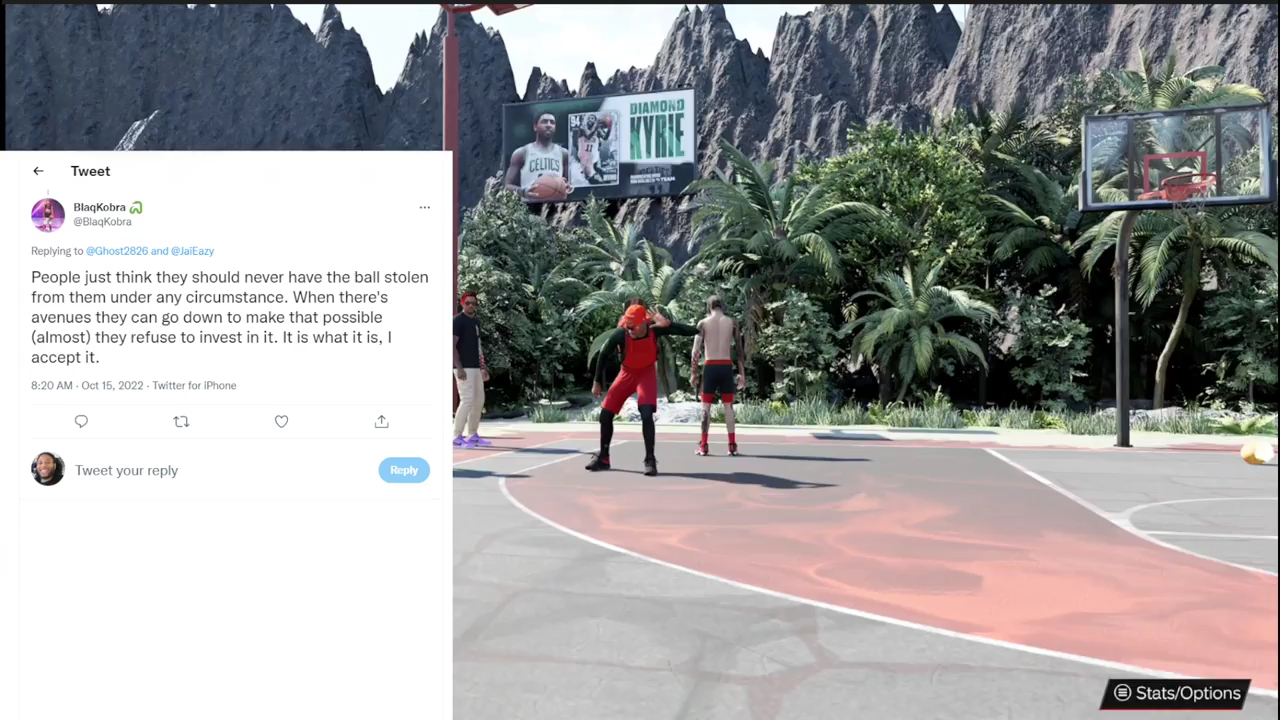 Tweet
BlaqKobra
@BlaqKobra
Replying to @Ghost2826 and @JaiEazy
People just think they should never have the ball stolen
from them under any circumstance. When there's
avenues they can go down to make that possible
(almost) they refuse to invest in it. It is what it is, I
accept it.
8:20 AM · Oct 15, 2022 · Twitter for iPhone
Tweet your reply
Reply
DIAMOND
KYRIE
CELTICS
11
TEAM
Stats/Options